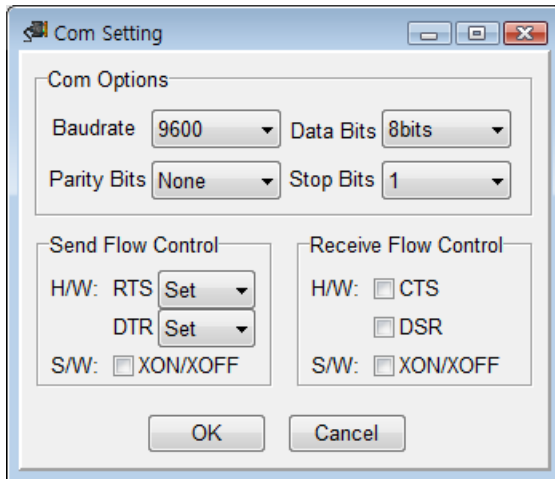 Com Setting
Com Options
Baudrate 9600 Data Bits 8bits
Parity Bits None Stop Bits 1
Send Flow Control Receive Flow Control
H/W: RTS Set H/W: CTS
DTR Set DSR
S/W: XON/XOFF S/W: XON/XOFF
OK Cancel